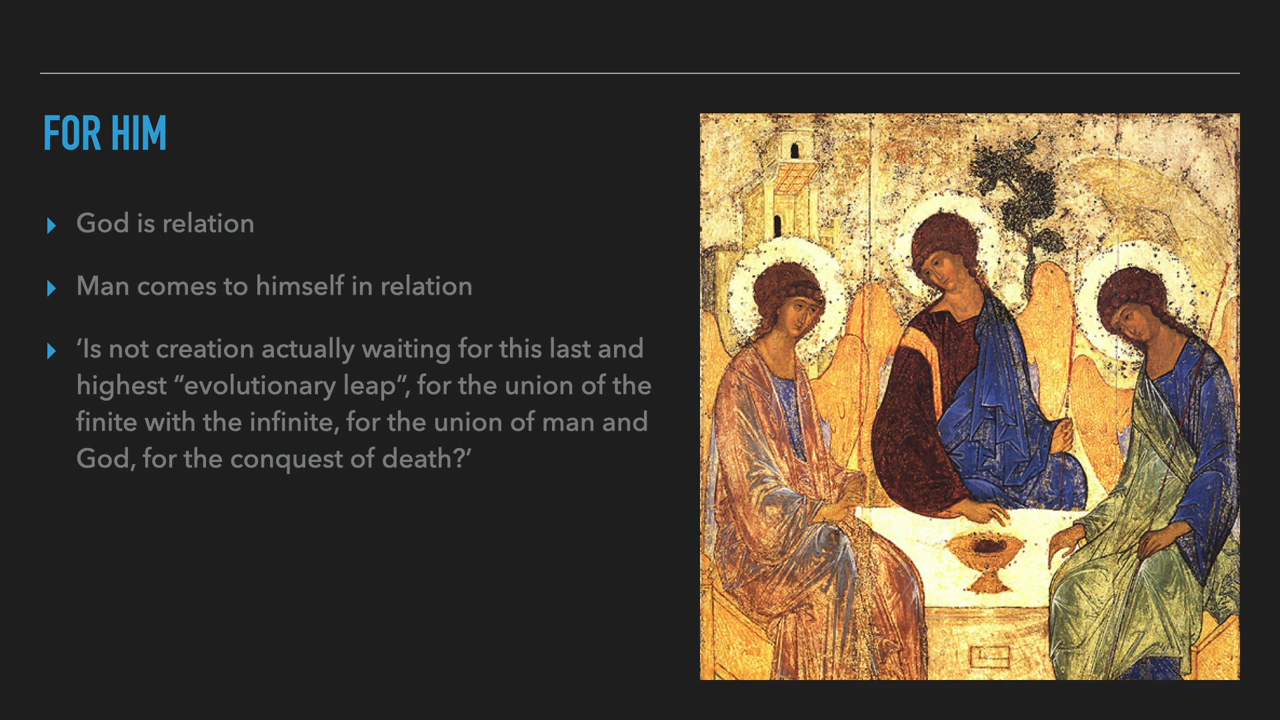 FOR HIM
God is relation
Man comes to himself in relation
‘Is not creation actually waiting for this last and
highest “evolutionary leap”, for the union of the
finite with the infinite, for the union of man and
God, for the conquest of death?’